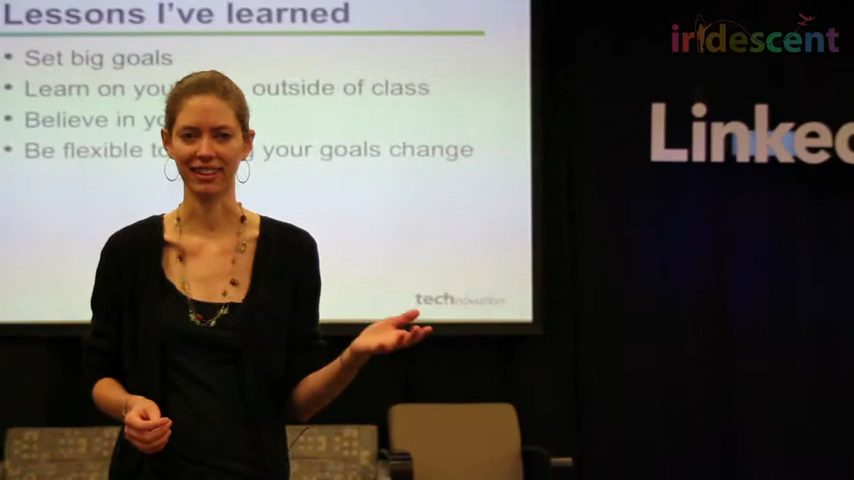 Lessons I've learned
• Set big goals
• Learn on you outside of class
• Believe in yo
• Be flexible to your goals change
technovation
iridescent
Linked